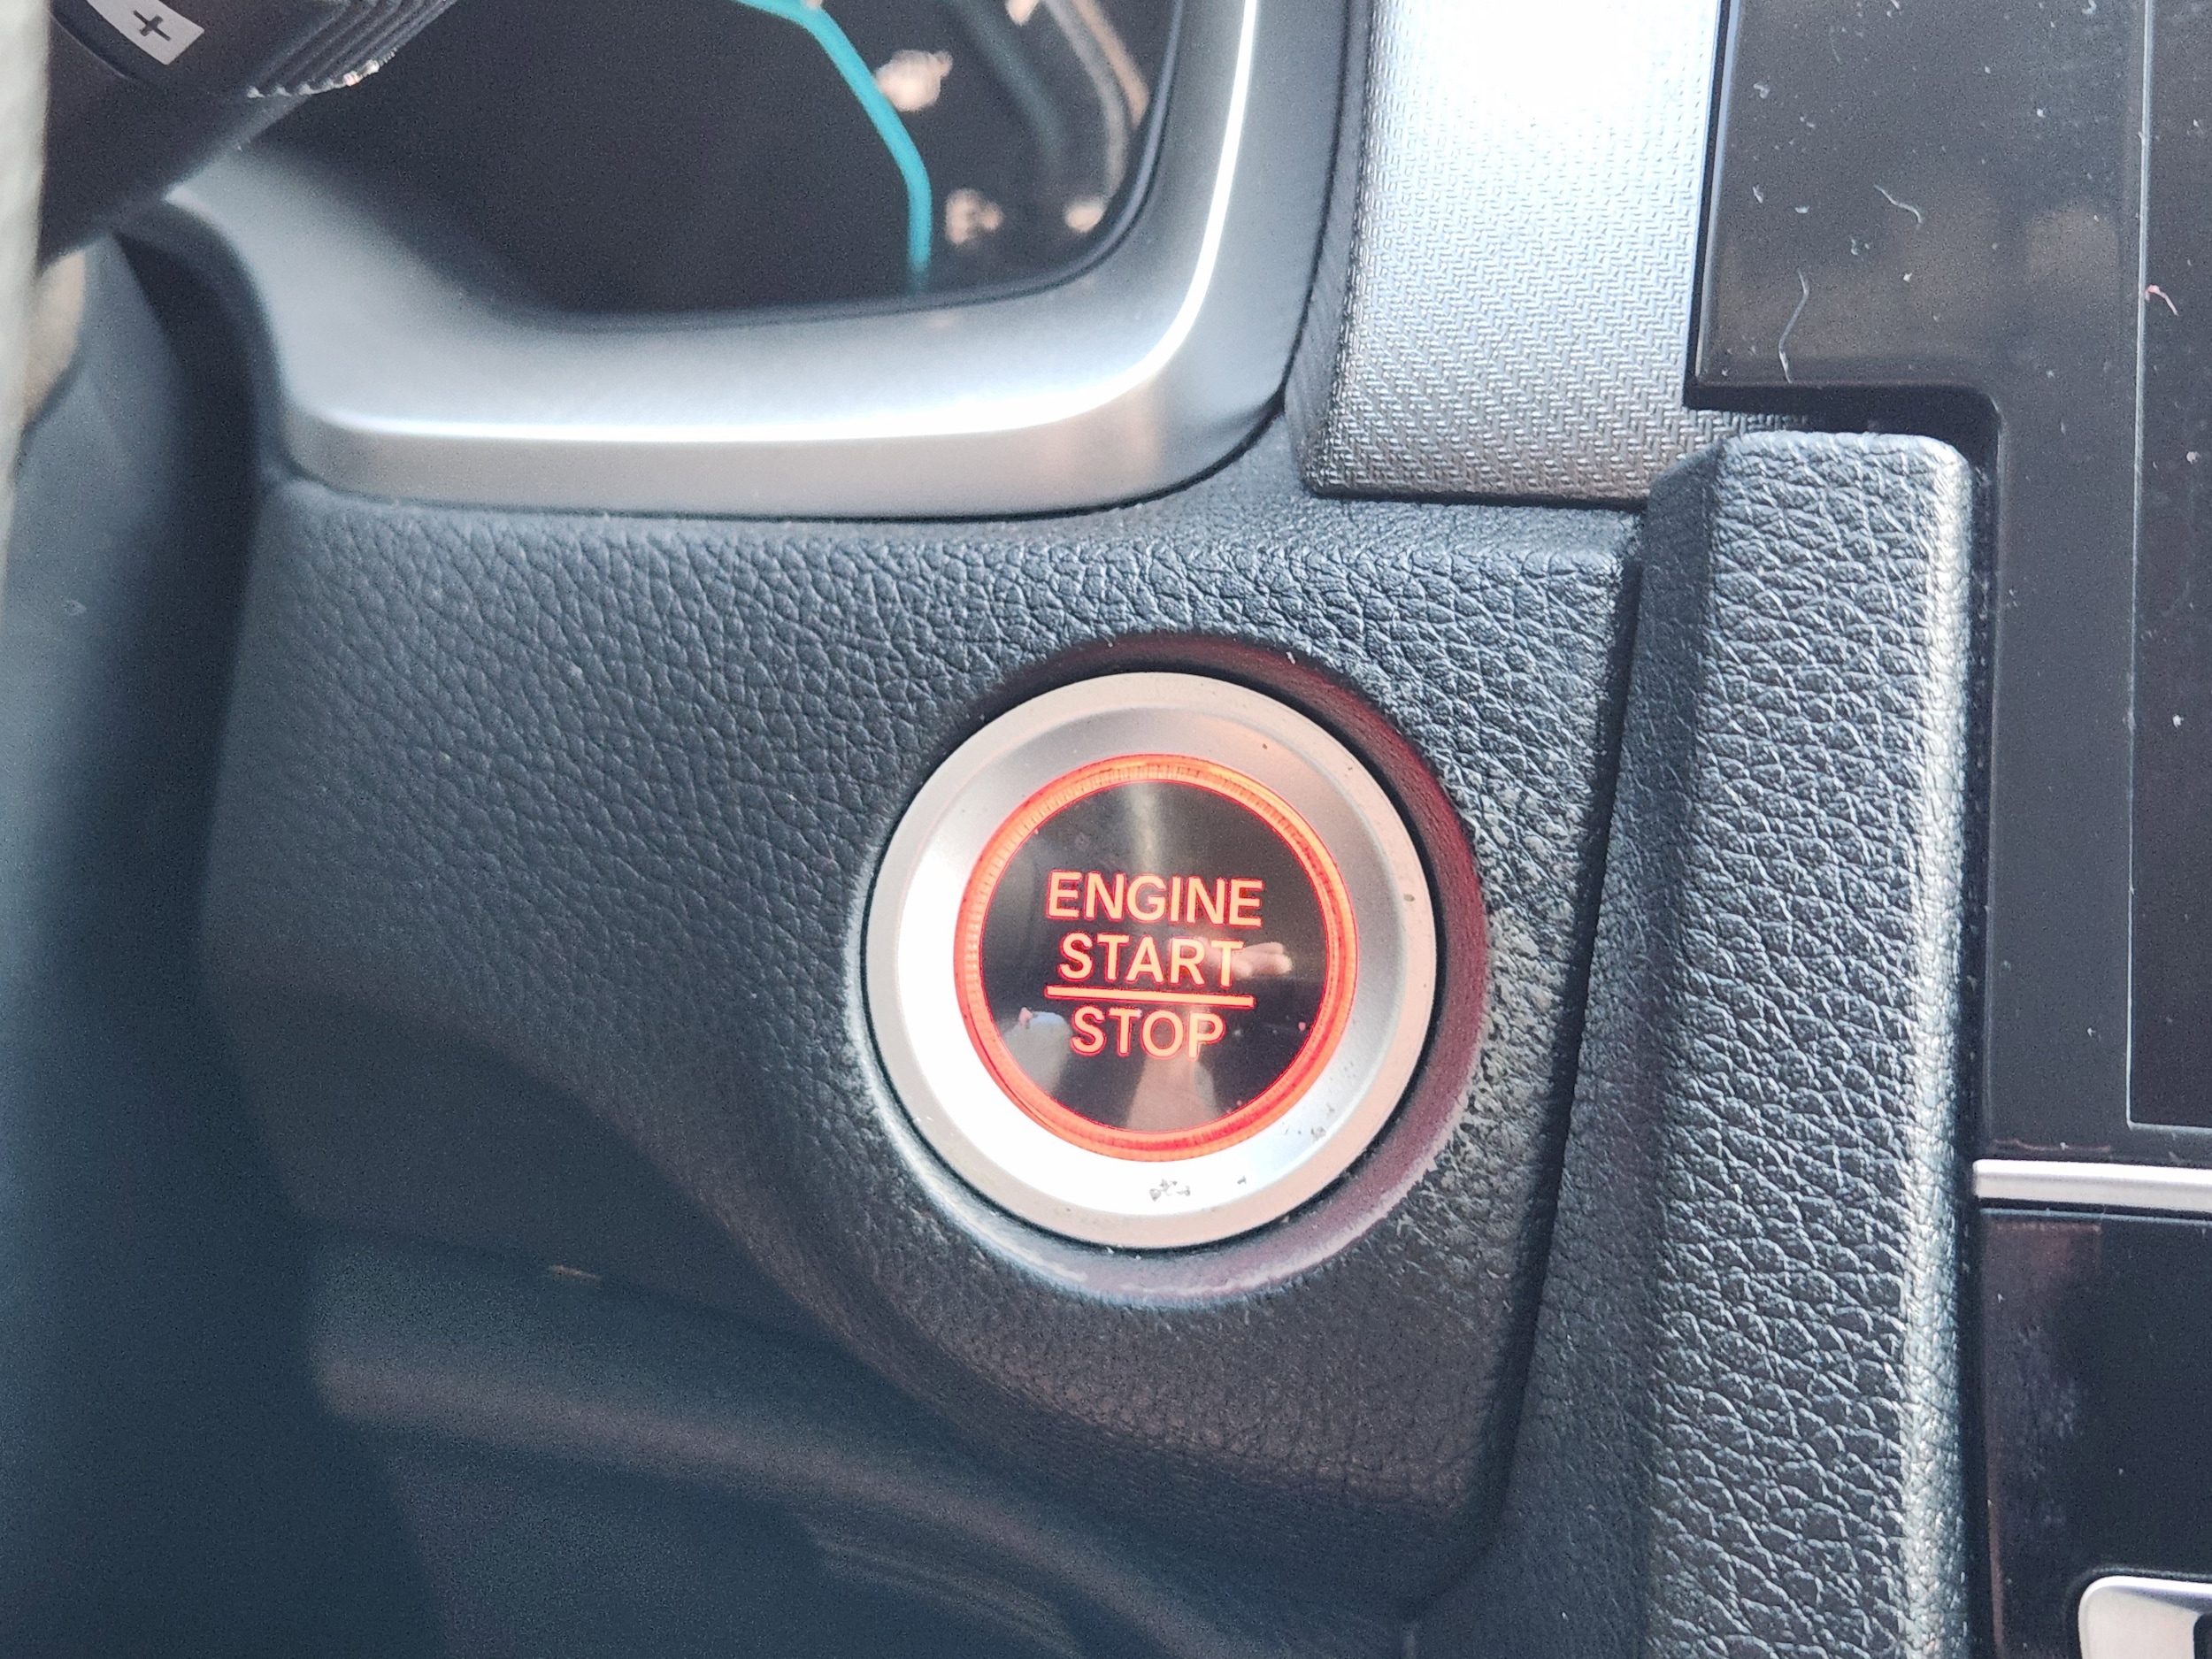 +
ENGINE
START
STOP